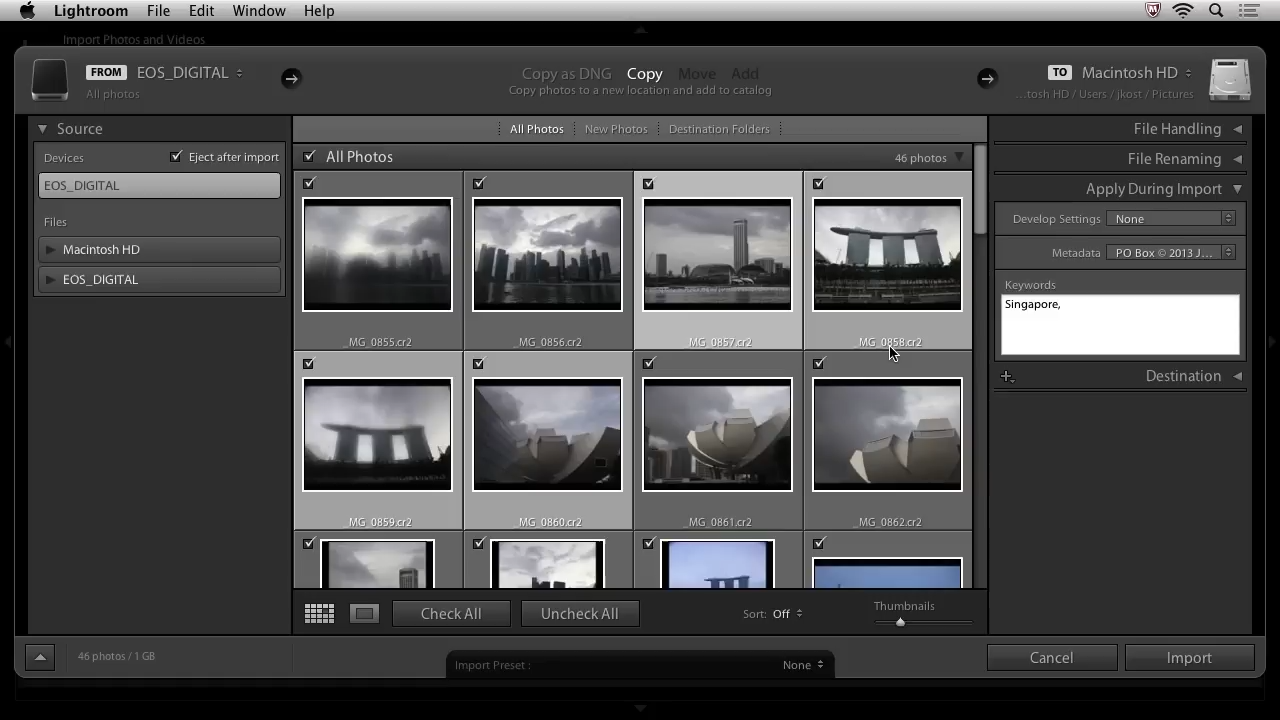 Lightroom File Edit Window Help
Import Photos and Videos
FROM EOS_DIGITAL
All photos
Copy as DNG Copy Move Add
Copy photos to a new location and add to catalog
TO Macintosh HD
...tosh HD / Users / jkost / Pictures
Source
Devices Eject after import
EOS_DIGITAL
Files
Macintosh HD
EOS_DIGITAL
All Photos New Photos Destination Folders
All Photos 46 photos
_MG_0855.cr2 _MG_0856.cr2 _MG_0857.cr2 _MG_0858.cr2
_MG_0859.cr2 _MG_0860.cr2 _MG_0861.cr2 _MG_0862.cr2
Check All Uncheck All Sort: Off Thumbnails
File Handling
File Renaming
Apply During Import
Develop Settings None
Metadata PO Box © 2013 J...
Keywords
Singapore,
Destination
46 photos / 1 GB
Import Preset : None
Cancel Import